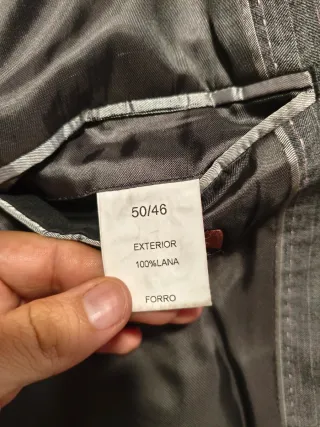 50/46
EXTERIOR
100%LANA
FORRO